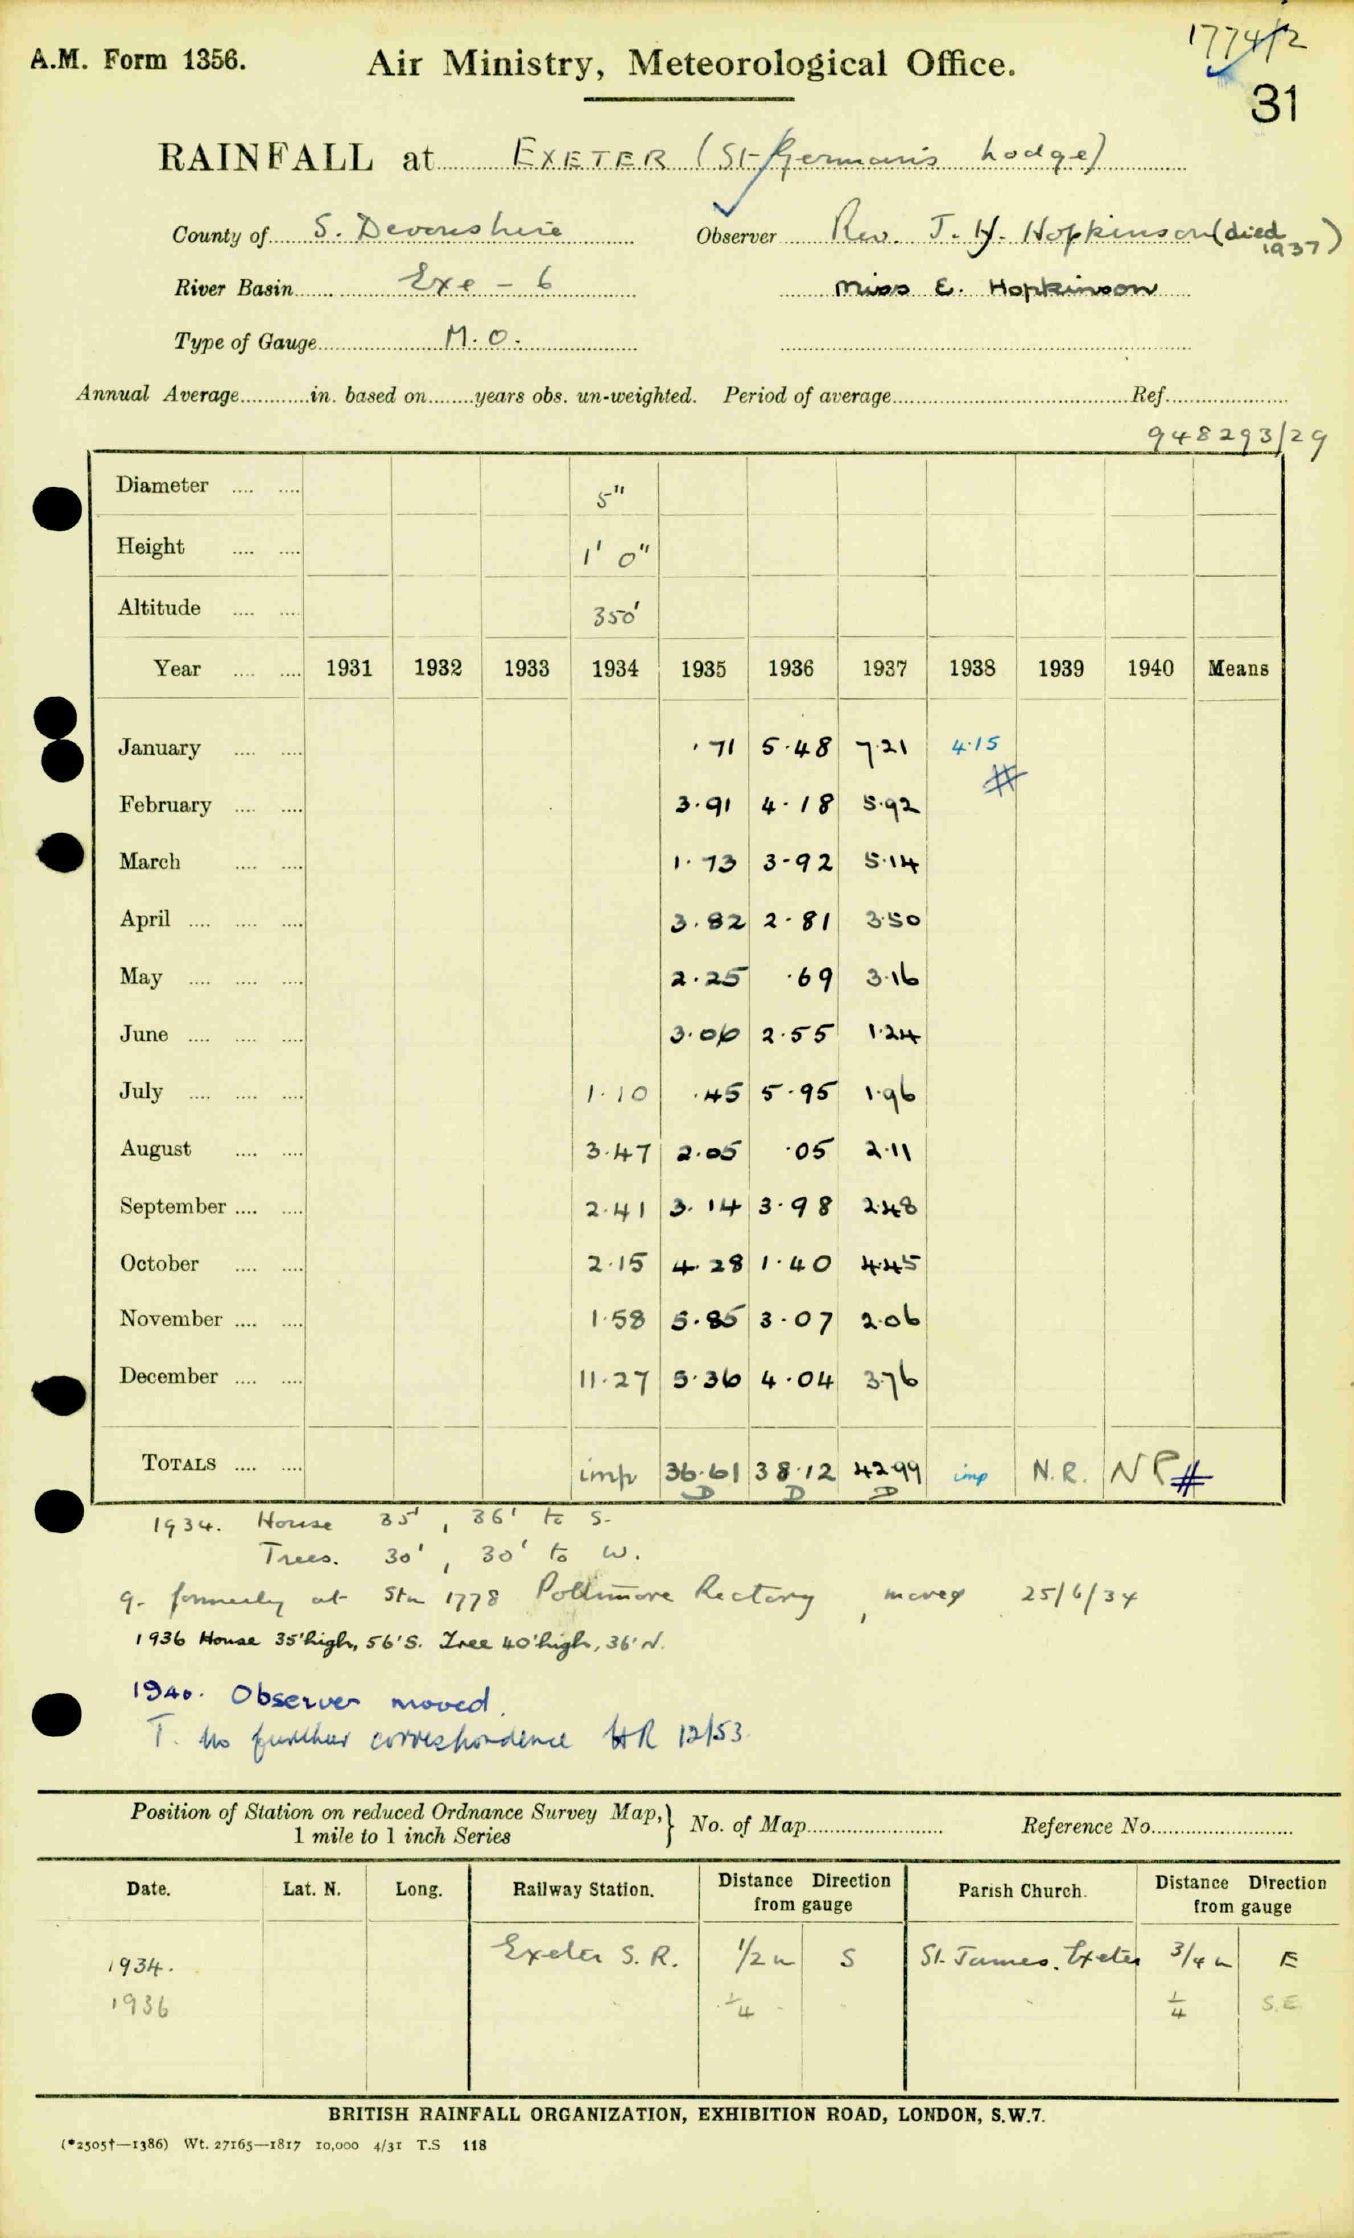 1774/2
A.M. Form 1356. Air Ministry, Meteorological Office.
31
RAINFALL at EXETER (St Germans Lodge)
County of S. Devonshire Observer Rev. J. H. Hopkinson (died 1937)
River Basin Exe - 6 Miss E. Hopkinson
Type of Gauge M.O.
Annual Average in. based on years obs. un-weighted. Period of average Ref.
948293/29
Diameter 5"
Height 1' 0"
Altitude 350'
Year 1931 1932 1933 1934 1935 1936 1937 1938 1939 1940 Means
January .71 5.48 7.21 4.15
#
February 3.91 4.18 5.92
March 1.73 3.92 5.14
April 3.82 2.81 3.50
May 2.25 .69 3.16
June 3.06 2.55 1.24
July 1.10 .45 5.95 1.96
August 3.47 2.05 .05 2.11
September 2.41 3.14 3.98 2.48
October 2.15 4.28 1.40 4.45
November 1.58 5.85 3.07 2.06
December 11.27 5.36 4.04 3.76
TOTALS imp 36.61 38.12 42.99 imp N.R. NR #
D D D
1934. House 35', 36' to S.
Trees. 30', 30' to W.
g. formerly at Stn 1778 Poltimore Rectory, moved 25/6/34
1936 House 35' high, 56' S. Tree 40' high, 36' N.
1940. Observer moved.
T. No further correspondence HR 12/53
Position of Station on reduced Ordnance Survey Map, } No. of Map Reference No.
1 mile to 1 inch Series
Date. Lat. N. Long. Railway Station. Distance Direction from gauge Parish Church. Distance Direction from gauge
1934. Exeter S.R. 1/2 m S St. James. Exeter 3/4 m E
1936 1/4 1/4 S.E.
BRITISH RAINFALL ORGANIZATION, EXHIBITION ROAD, LONDON, S.W.7.
(*2505†—1386) Wt. 27165—1817 10,000 4/31 T.S 118